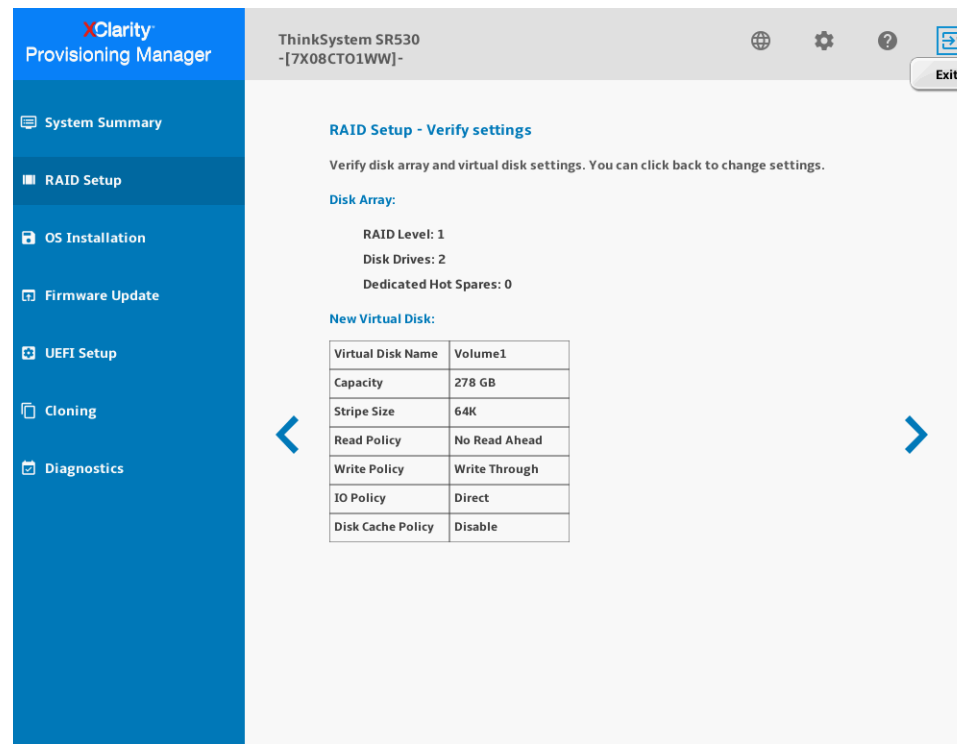 XClarity
Provisioning Manager
ThinkSystem SR530
-[7X08CTO1WW]-
Exit
System Summary
RAID Setup
OS Installation
Firmware Update
UEFI Setup
Cloning
Diagnostics
RAID Setup - Verify settings
Verify disk array and virtual disk settings. You can click back to change settings.
Disk Array:
RAID Level: 1
Disk Drives: 2
Dedicated Hot Spares: 0
New Virtual Disk:
Virtual Disk Name Volume1
Capacity 278 GB
Stripe Size 64K
Read Policy No Read Ahead
Write Policy Write Through
IO Policy Direct
Disk Cache Policy Disable